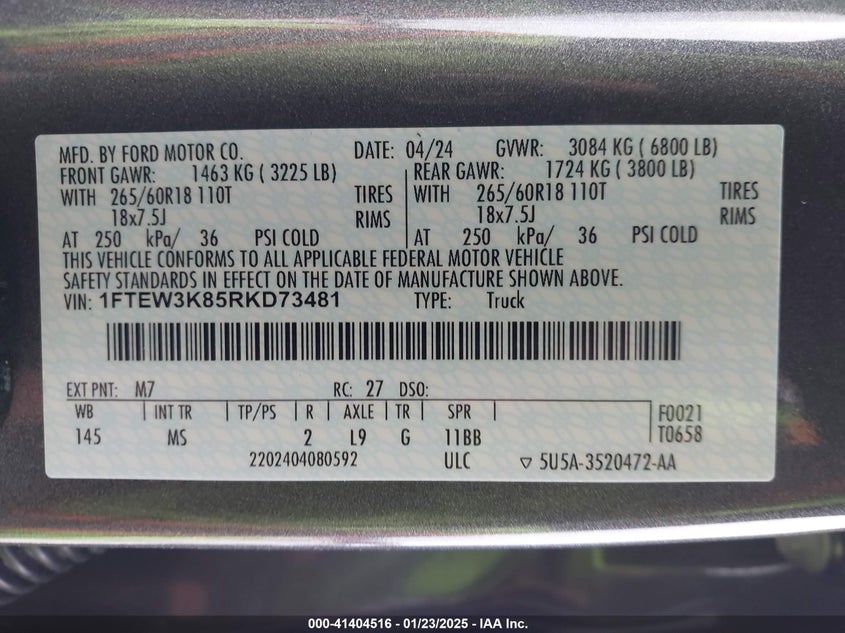 MFD. BY FORD MOTOR CO. DATE: 04/24 GVWR: 3084 KG ( 6800 LB)
FRONT GAWR: 1463 KG ( 3225 LB) REAR GAWR: 1724 KG ( 3800 LB)
WITH 265/60R18 110T TIRES WITH 265/60R18 110T TIRES
18x7.5J RIMS 18x7.5J RIMS
AT 250 kPa/ 36 PSI COLD AT 250 kPa/ 36 PSI COLD
THIS VEHICLE CONFORMS TO ALL APPLICABLE FEDERAL MOTOR VEHICLE
SAFETY STANDARDS IN EFFECT ON THE DATE OF MANUFACTURE SHOWN ABOVE.
VIN: 1FTEW3K85RKD73481 TYPE: Truck
EXT PNT: M7 RC: 27 DSO:
WB INT TR TP/PS R AXLE TR SPR F0021
145 MS 2 L9 G 11BB T0658
2202404080592 ULC ▽ 5U5A-3520472-AA
000-41404516 - 01/23/2025 - IAA Inc.